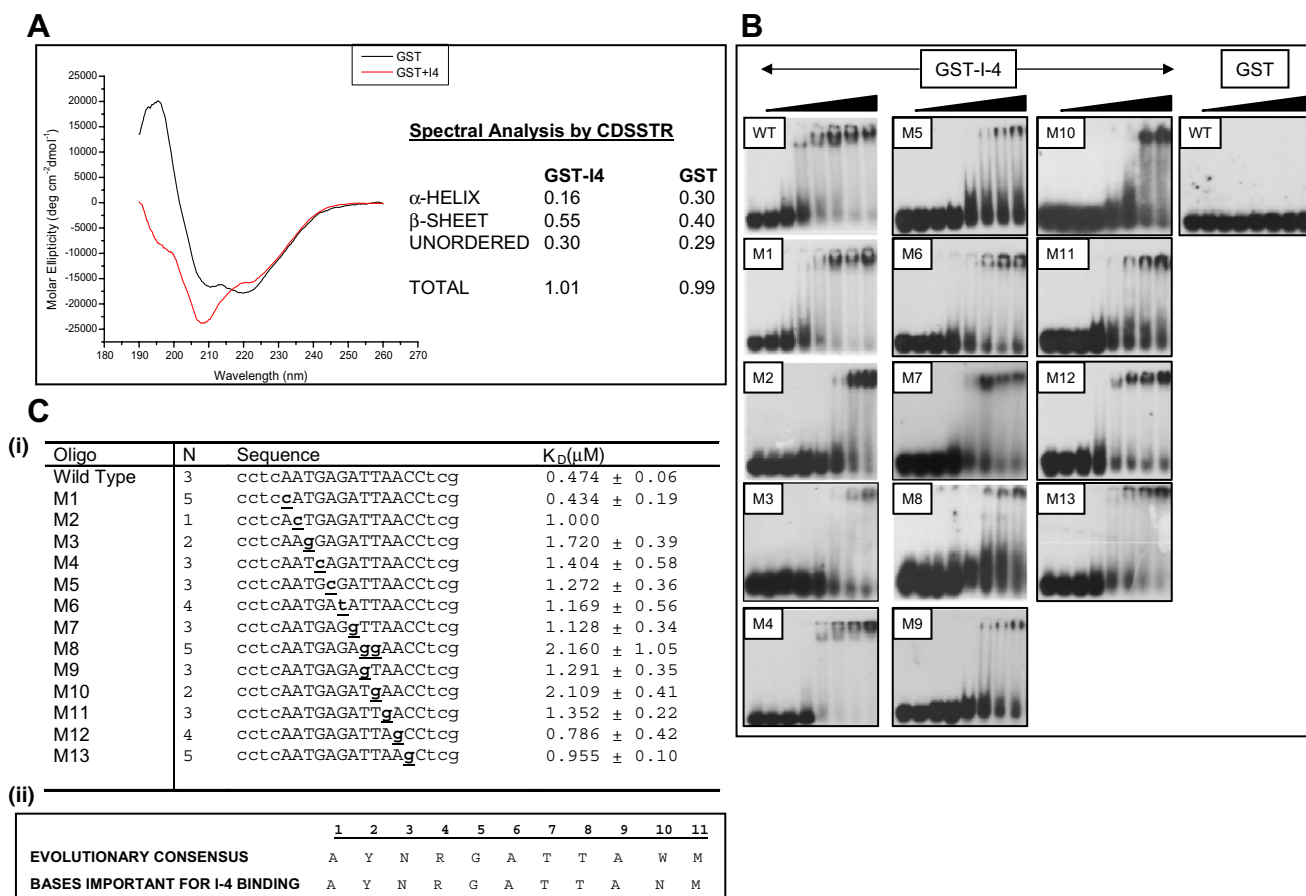 A
GST
GST+I4
Molar Ellipticity (deg cm⁻²dmol⁻¹)
25000
20000
15000
10000
5000
0
-5000
-10000
-15000
-20000
-25000
180 190 200 210 220 230 240 250 260 270
Wavelength (nm)
Spectral Analysis by CDSSTR
GST-I4 GST
α-HELIX 0.16 0.30
β-SHEET 0.55 0.40
UNORDERED 0.30 0.29
TOTAL 1.01 0.99
B
GST-I-4 GST
WT M5 M10 WT
M1 M6 M11
M2 M7 M12
M3 M8 M13
M4 M9
C
(i)
Oligo N Sequence K_D(μM)
Wild Type 3 cctcAATGAGATTAACCtcg 0.474 ± 0.06
M1 5 cctccATGAGATTAACCtcg 0.434 ± 0.19
M2 1 cctcAcTGAGATTAACCtcg 1.000
M3 2 cctcAAgGAGATTAACCtcg 1.720 ± 0.39
M4 3 cctcAATcAGATTAACCtcg 1.404 ± 0.58
M5 3 cctcAATGcGATTAACCtcg 1.272 ± 0.36
M6 4 cctcAATGAtATTAACCtcg 1.169 ± 0.56
M7 3 cctcAATGAGgTTAACCtcg 1.128 ± 0.34
M8 5 cctcAATGAGAggAACCtcg 2.160 ± 1.05
M9 3 cctcAATGAGAgTAACCtcg 1.291 ± 0.35
M10 2 cctcAATGAGATgAACCtcg 2.109 ± 0.41
M11 3 cctcAATGAGATTgACCtcg 1.352 ± 0.22
M12 4 cctcAATGAGATTAgCCtcg 0.786 ± 0.42
M13 5 cctcAATGAGATTAAgCtcg 0.955 ± 0.10
(ii)
1 2 3 4 5 6 7 8 9 10 11
EVOLUTIONARY CONSENSUS A Y N R G A T T A W M
BASES IMPORTANT FOR I-4 BINDING A Y N R G A T T A N M